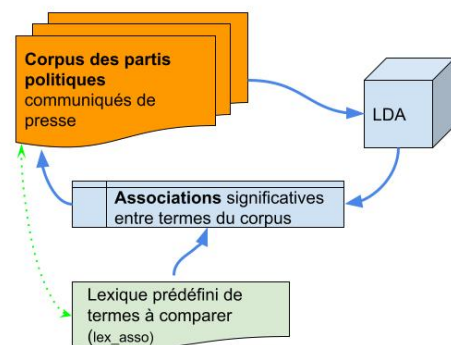 Corpus des partis
politiques
communiqués de
presse
LDA
Associations significatives
entre termes du corpus
Lexique prédéfini de
termes à comparer
(lex_asso)